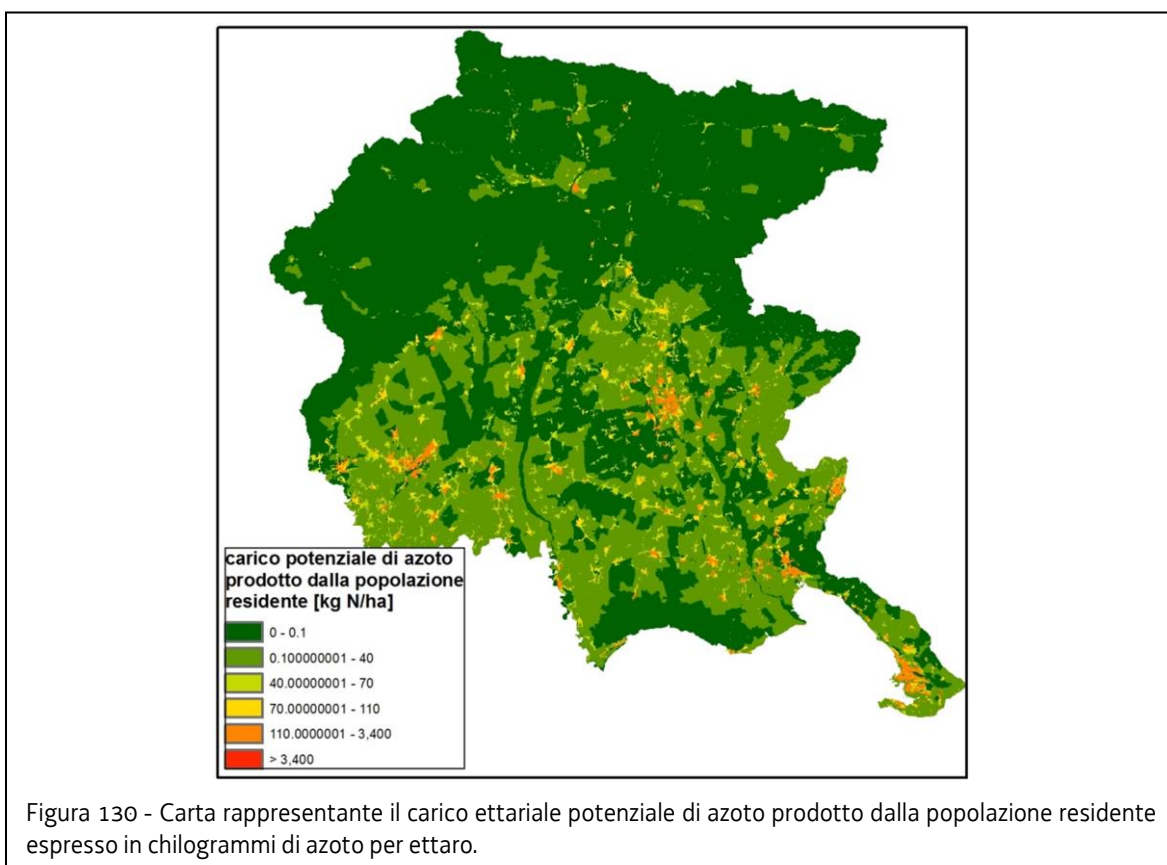 carico potenziale di azoto
prodotto dalla popolazione
residente [kg N/ha]
0 - 0.1
0.100000001 - 40
40.00000001 - 70
70.00000001 - 110
110.0000001 - 3,400
> 3,400
Figura 130 - Carta rappresentante il carico ettariale potenziale di azoto prodotto dalla popolazione residente
espresso in chilogrammi di azoto per ettaro.